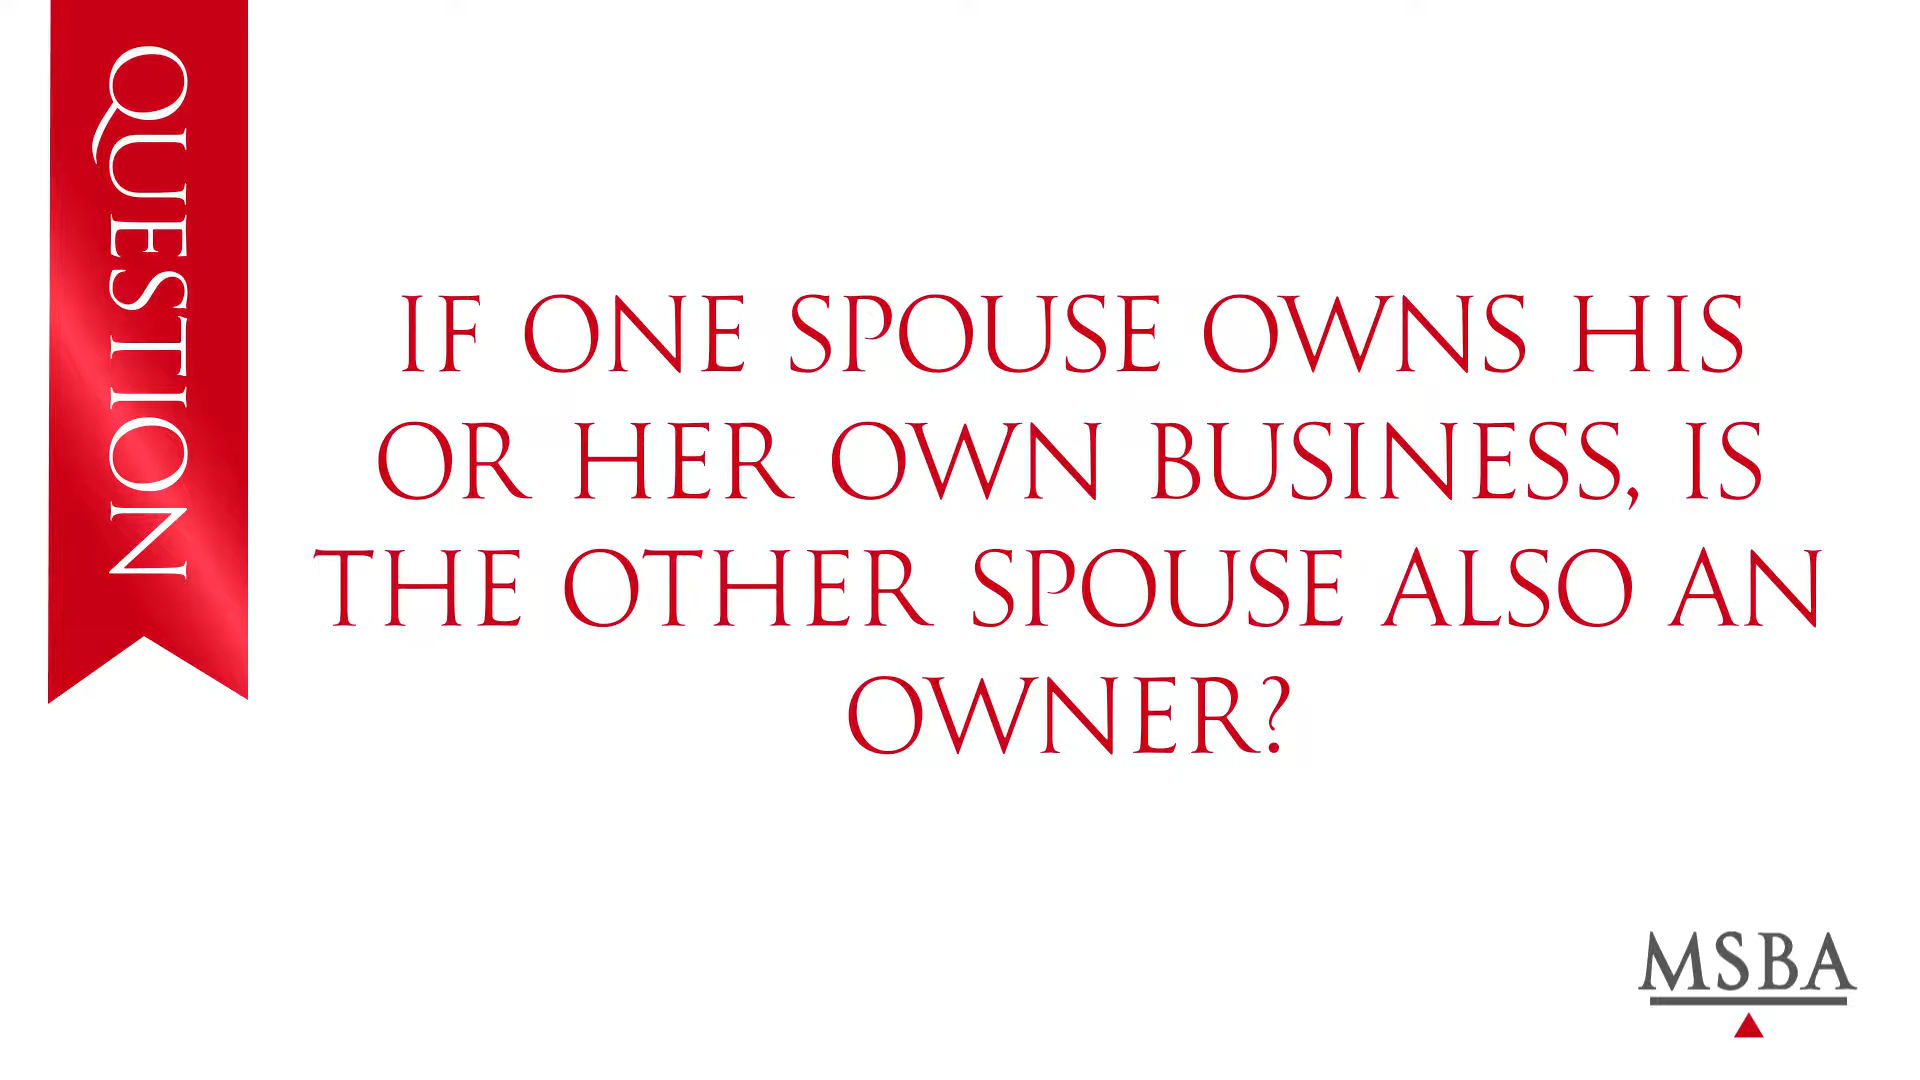 QUESTION
IF ONE SPOUSE OWNS HIS
OR HER OWN BUSINESS, IS
THE OTHER SPOUSE ALSO AN
OWNER?
MSBA